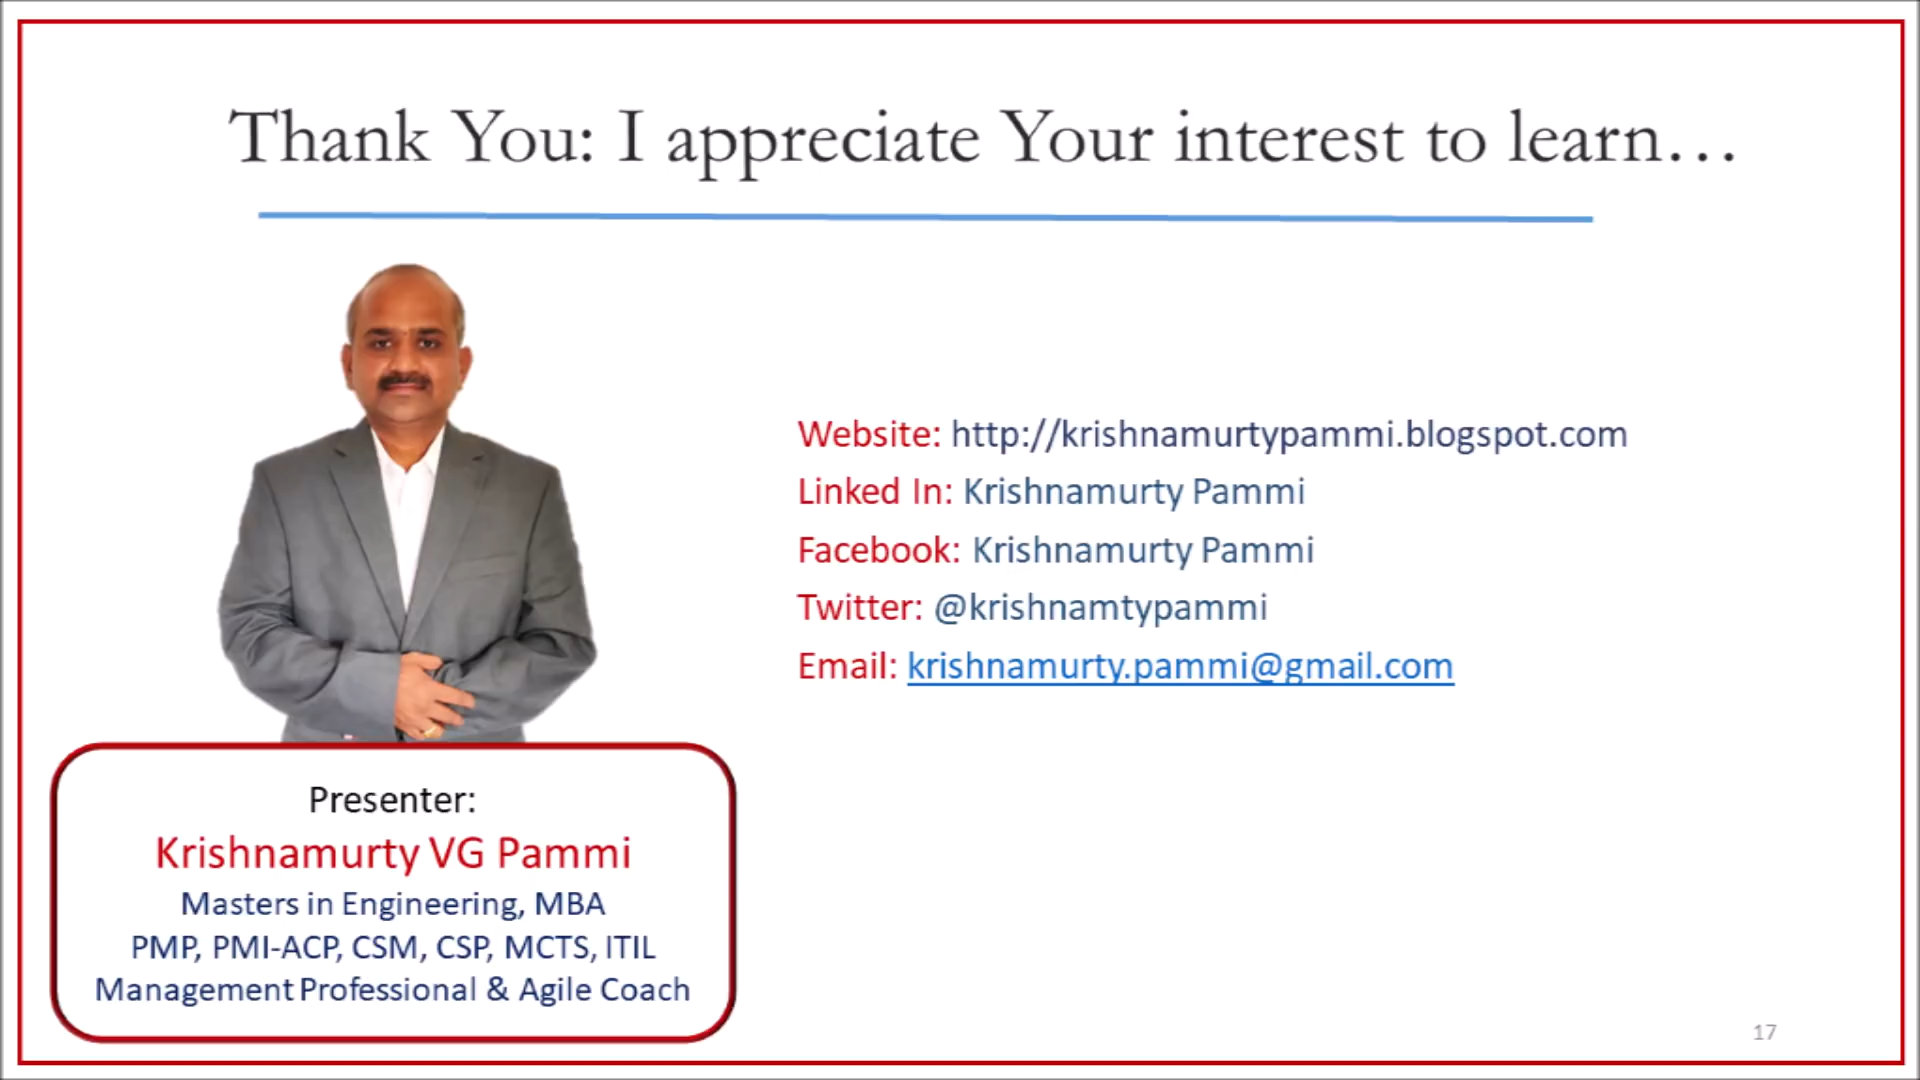 Thank You: I appreciate Your interest to learn…
Website: http://krishnamurtypammi.blogspot.com
Linked In: Krishnamurty Pammi
Facebook: Krishnamurty Pammi
Twitter: @krishnamtypammi
Email: krishnamurty.pammi@gmail.com
Presenter:
Krishnamurty VG Pammi
Masters in Engineering, MBA
PMP, PMI-ACP, CSM, CSP, MCTS, ITIL
Management Professional & Agile Coach
17